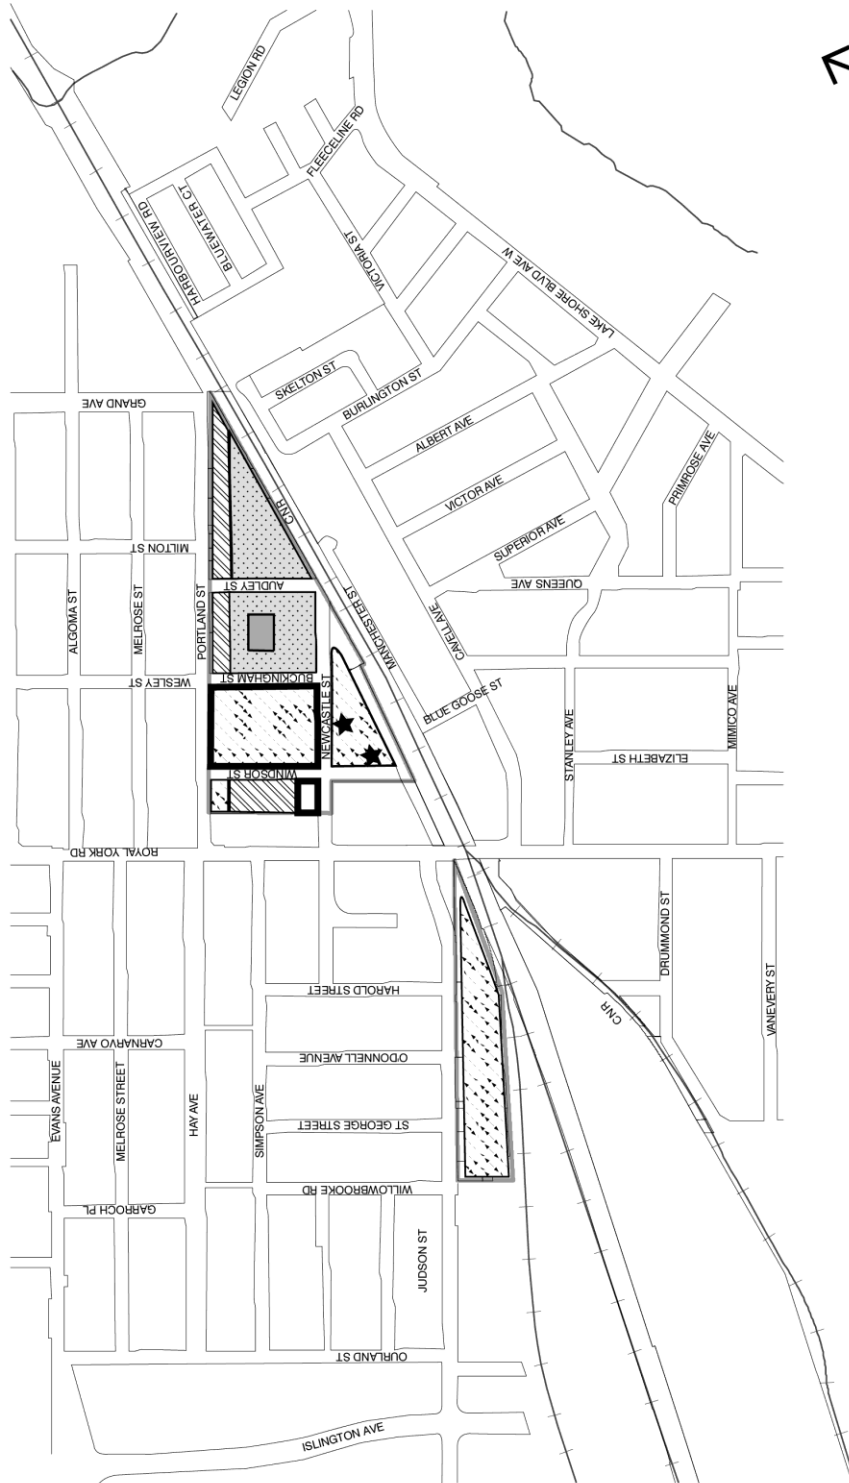 LEGION RD
FLEECELINE RD
HARBOURVIEW RD
BLUEWATER CT
VICTORIA ST
LAKE SHORE BLVD AVE W
SKELTON ST
BURLINGTON ST
GRAND AVE
ALBERT AVE
PRIMROSE AVE
VICTOR AVE
CNR
SUPERIOR AVE
MILTON ST
AUDLEY ST
QUEENS AVE
ALGOMA ST
MELROSE ST
PORTLAND ST
MANCHESTER ST
CAVELL AVE
WESLEY ST
BUCKINGHAM ST
NEWCASTLE ST
BLUE GOOSE ST
STANLEY AVE
MIMICO AVE
ELIZABETH ST
WINDSOR ST
ROYAL YORK RD
DRUMMOND ST
VANEVERY ST
HAROLD STREET
CNR
CARNARVO AVE
O'DONNELL AVENUE
EVANS AVENUE
MELROSE STREET
HAY AVE
SIMPSON AVE
ST GEORGE STREET
WILLOWBROOKE RD
GARROCH PL
JUDSON ST
OURLAND ST
ISLINGTON AVE